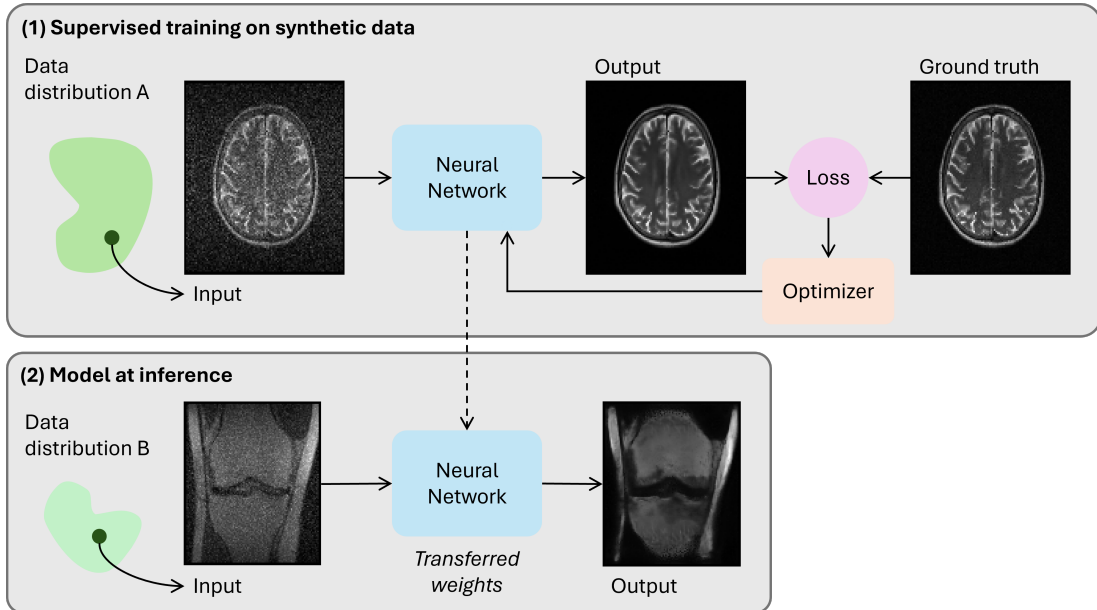 (1) Supervised training on synthetic data
Data
distribution A
Input
Neural
Network
Output
Loss
Ground truth
Optimizer
(2) Model at inference
Data
distribution B
Input
Neural
Network
Transferred
weights
Output